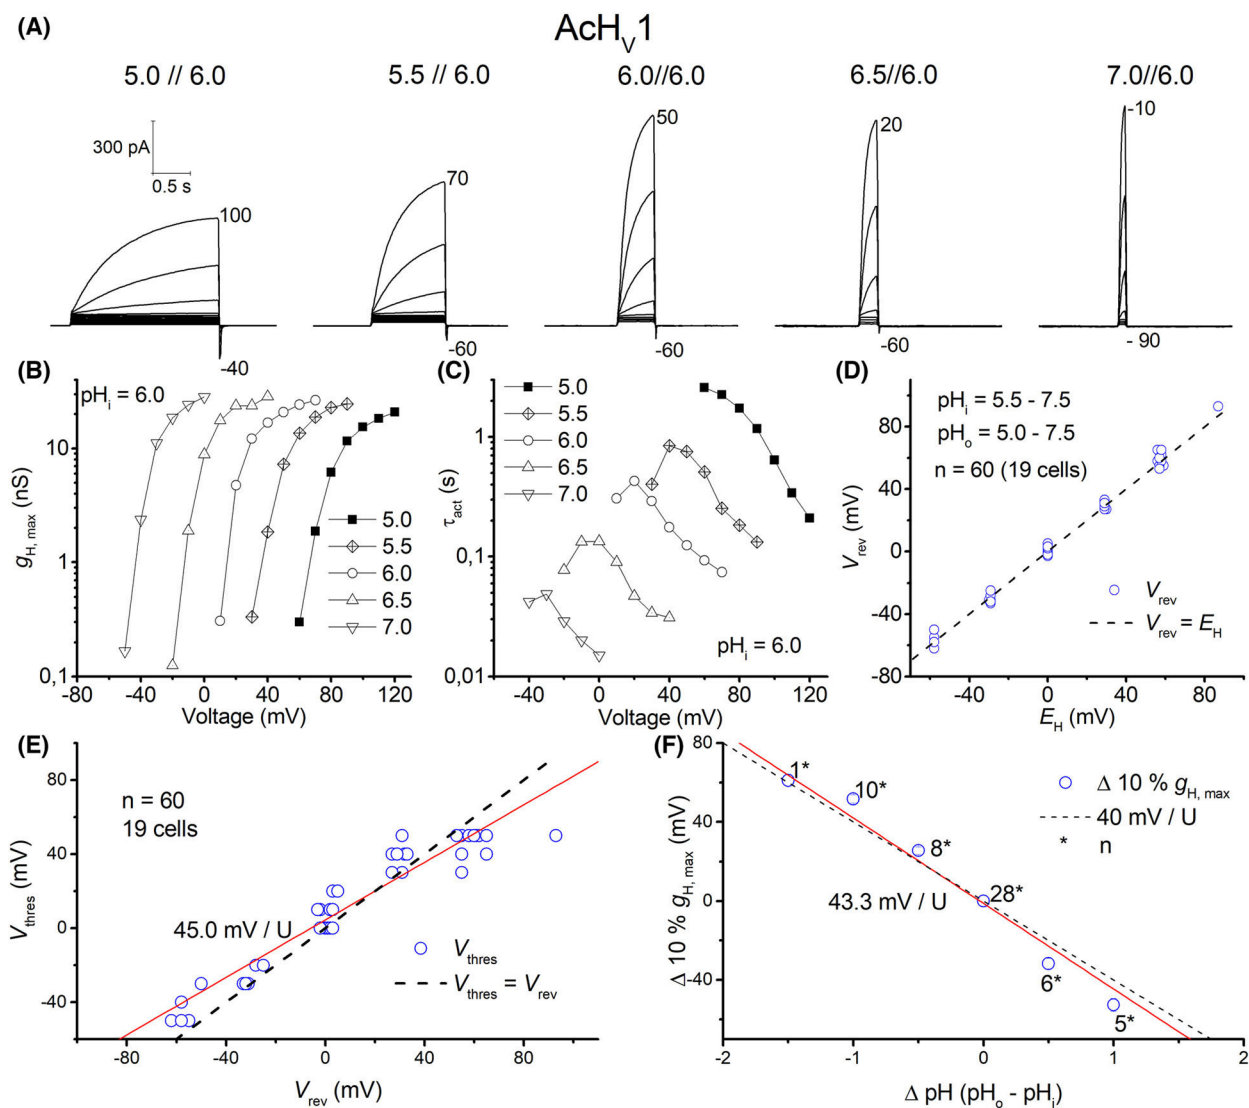 (A)
AcHV1
5.0 // 6.0
5.5 // 6.0
6.0//6.0
6.5//6.0
7.0//6.0
300 pA
0.5 s
100
70
50
20
-10
-40
-60
-60
-60
- 90
(B)
pHi = 6.0
gH, max (nS)
10
1
0,1
-80 -40 0 40 80 120
Voltage (mV)
5.0
5.5
6.0
6.5
7.0
(C)
5.0
5.5
6.0
6.5
7.0
τact (s)
1
0,1
0,01
pHi = 6.0
-40 0 40 80 120
Voltage (mV)
(D)
pHi = 5.5 - 7.5
pHo = 5.0 - 7.5
n = 60 (19 cells)
Vrev (mV)
80
40
0
-40
-80
Vrev
Vrev = EH
-40 0 40 80
EH (mV)
(E)
n = 60
19 cells
Vthres (mV)
80
40
0
-40
45.0 mV / U
Vthres
Vthres = Vrev
-80 -40 0 40 80
Vrev (mV)
(F)
Δ 10 % gH, max (mV)
80
40
0
-40
1*
10*
8*
28*
6*
5*
43.3 mV / U
Δ 10 % gH, max
40 mV / U
* n
-2 -1 0 1 2
Δ pH (pHo - pHi)